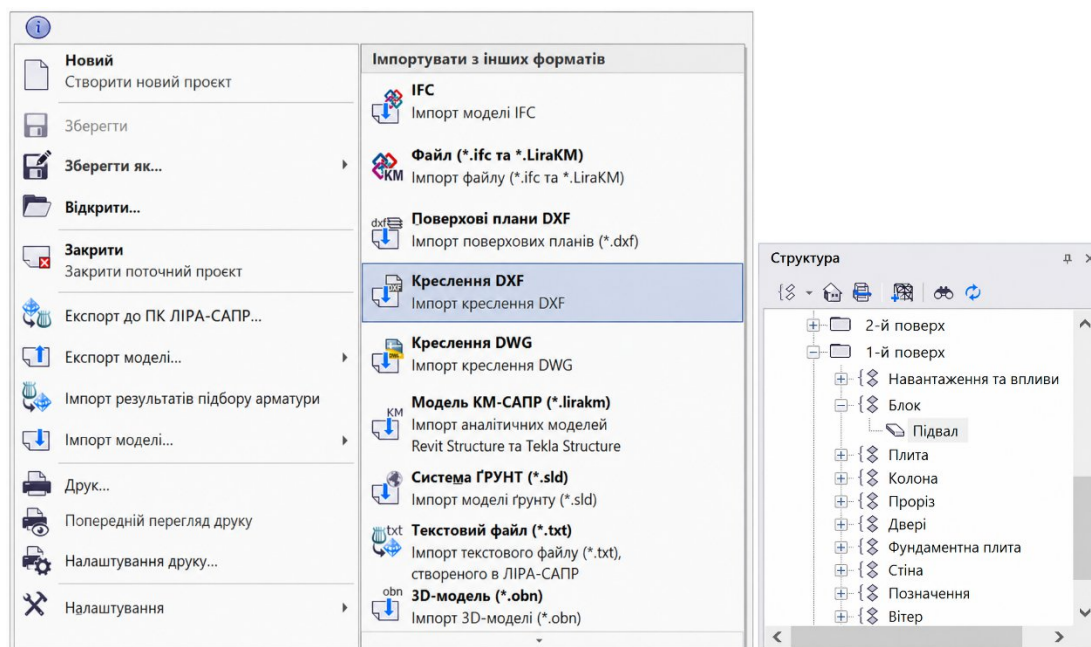 Новий
Створити новий проєкт
Зберегти
Зберегти як...
Відкрити...
Закрити
Закрити поточний проєкт
Експорт до ПК ЛІРА-САПР...
Експорт моделі...
Імпорт результатів підбору арматури
Імпорт моделі...
Друк...
Попередній перегляд друку
Налаштування друку...
Налаштування
Імпортувати з інших форматів
IFC
Імпорт моделі IFC
KM
Файл (*.ifc та *.LiraKM)
Імпорт файлу (*.ifc та *.LiraKM)
dxf
Поверхові плани DXF
Імпорт поверхових планів (*.dxf)
DXF
Креслення DXF
Імпорт креслення DXF
Креслення DWG
Імпорт креслення DWG
KM
Модель КМ-САПР (*.lirakm)
Імпорт аналітичних моделей
Revit Structure та Tekla Structure
Система ҐРУНТ (*.sld)
Імпорт моделі ґрунту (*.sld)
txt
Текстовий файл (*.txt)
Імпорт текстового файлу (*.txt),
створеного в ЛІРА-САПР
obn
3D-модель (*.obn)
Імпорт 3D-моделі (*.obn)
Структура
2-й поверх
1-й поверх
Навантаження та впливи
Блок
Підвал
Плита
Колона
Проріз
Двері
Фундаментна плита
Стіна
Позначення
Вітер